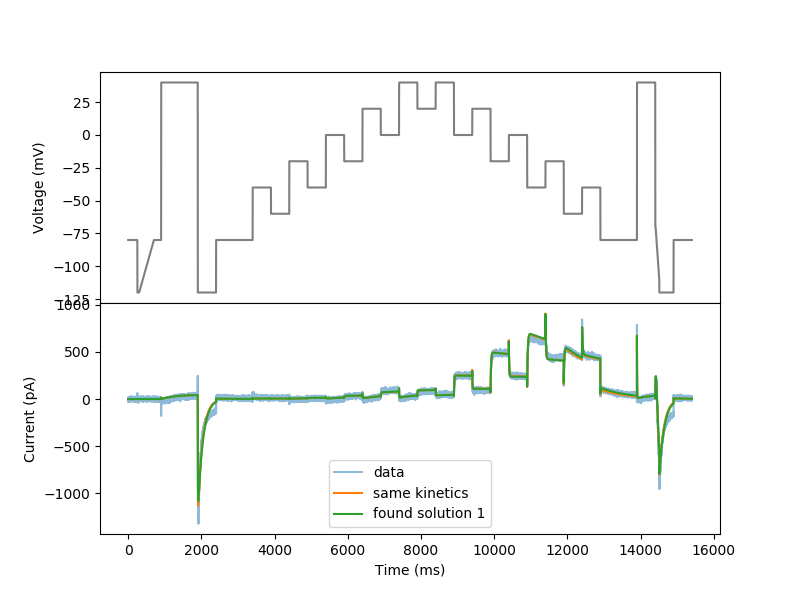 25
0
−25
−50
−75
−100
−125
Voltage (mV)
1000
500
0
−500
−1000
Current (pA)
data
same kinetics
found solution 1
0 2000 4000 6000 8000 10000 12000 14000 16000
Time (ms)